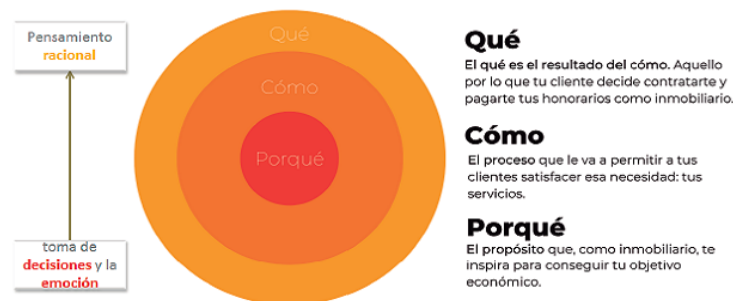 Pensamiento
racional
toma de
decisiones y la
emoción
Qué
Cómo
Porqué
Qué
El qué es el resultado del cómo. Aquello
por lo que tu cliente decide contratarte y
pagarte tus honorarios como inmobiliario.
Cómo
El proceso que le va a permitir a tus
clientes satisfacer esa necesidad: tus
servicios.
Porqué
El propósito que, como inmobiliario, te
inspira para conseguir tu objetivo
económico.